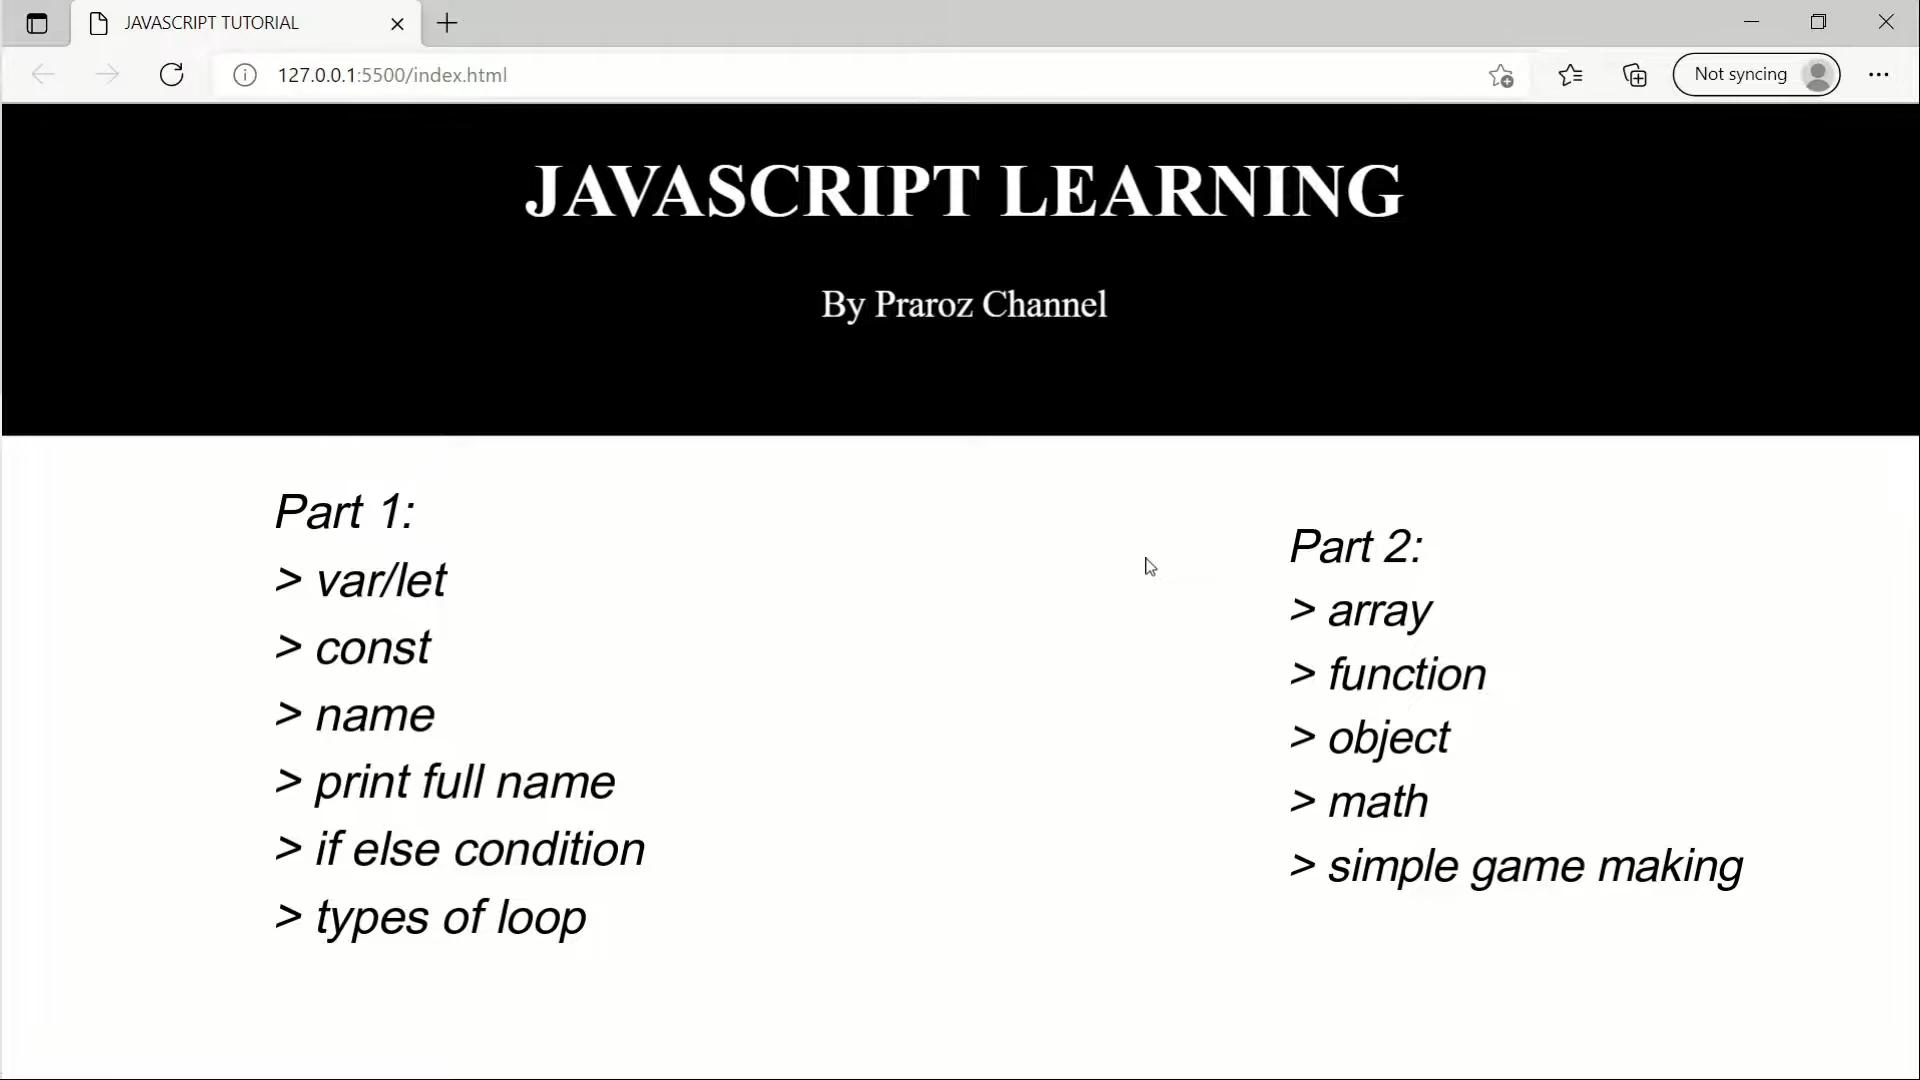 JAVASCRIPT TUTORIAL
127.0.0.1:5500/index.html
Not syncing
JAVASCRIPT LEARNING
By Praroz Channel
Part 1:
> var/let
> const
> name
> print full name
> if else condition
> types of loop
Part 2:
> array
> function
> object
> math
> simple game making